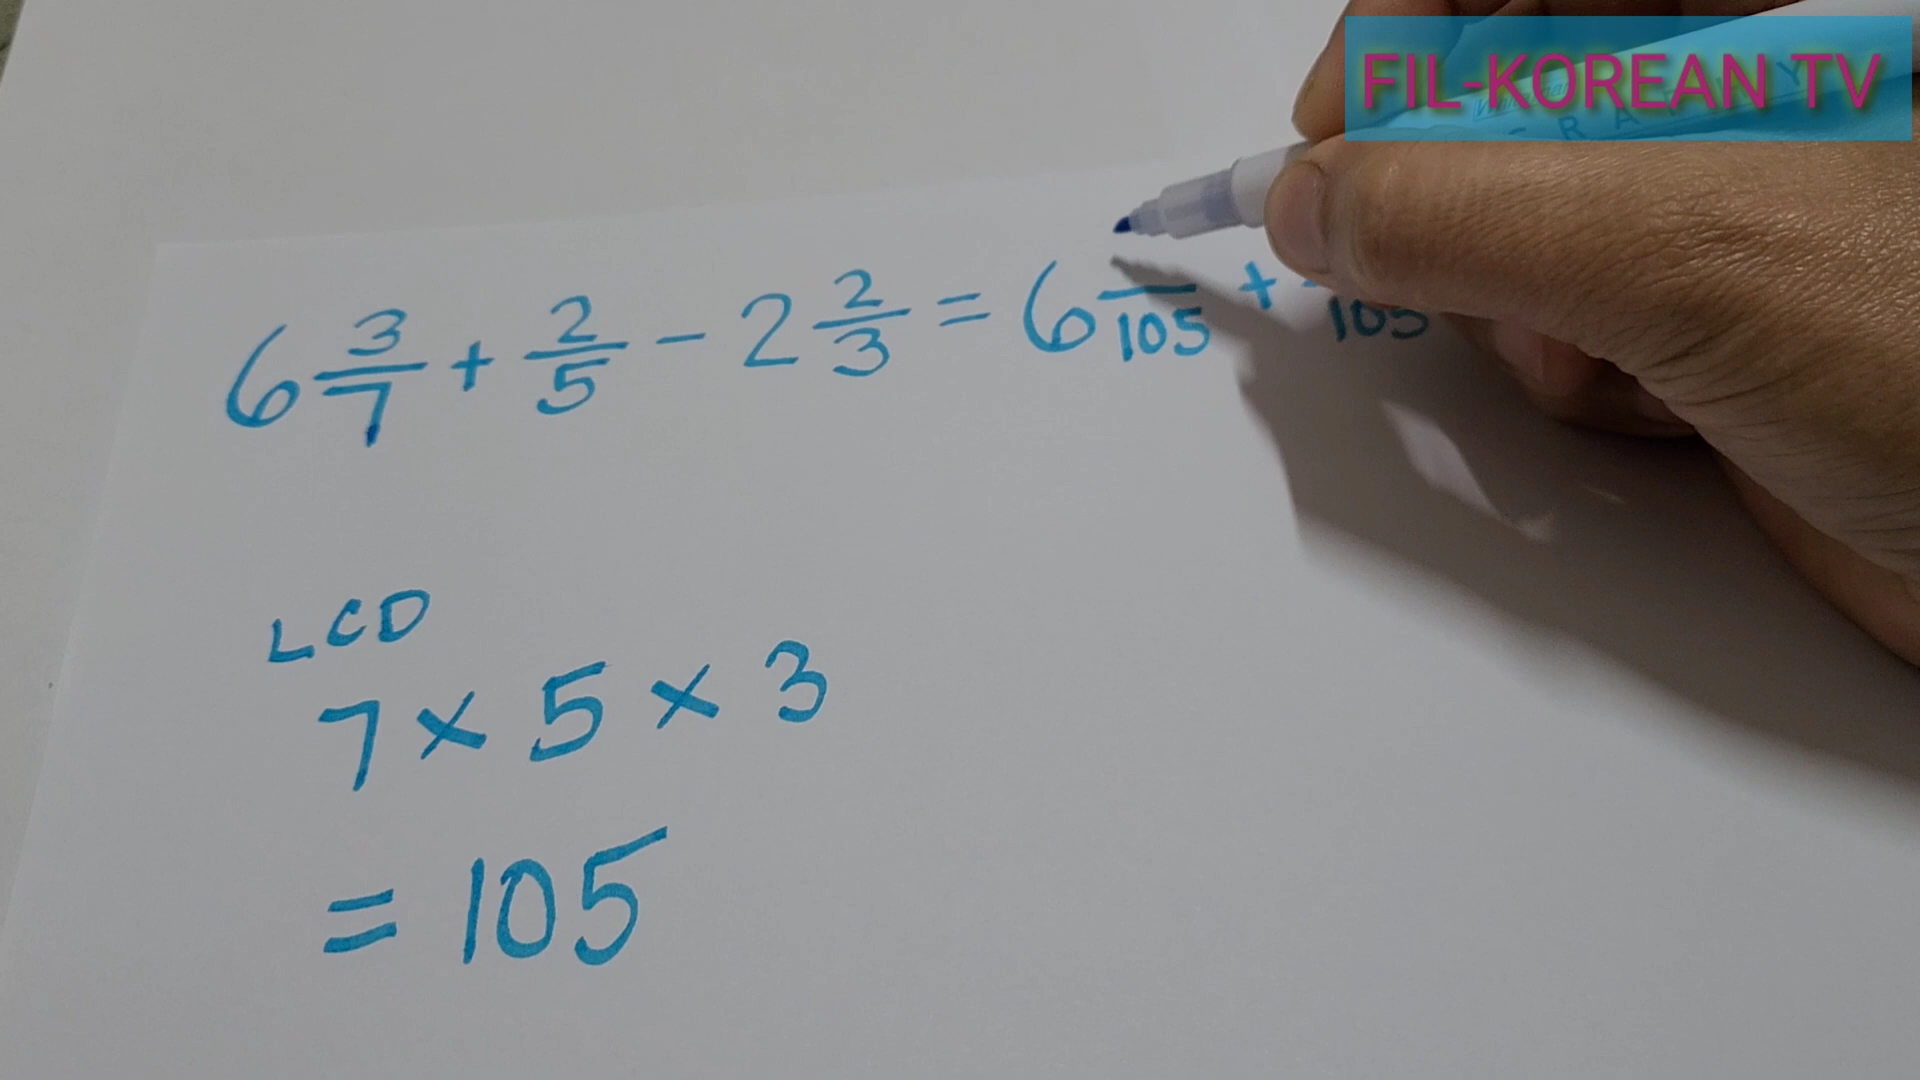 FIL-KOREAN TV
6 3/7 + 2/5 - 2 2/3 = 6 /105 + /105
LCD
7 × 5 × 3
= 105